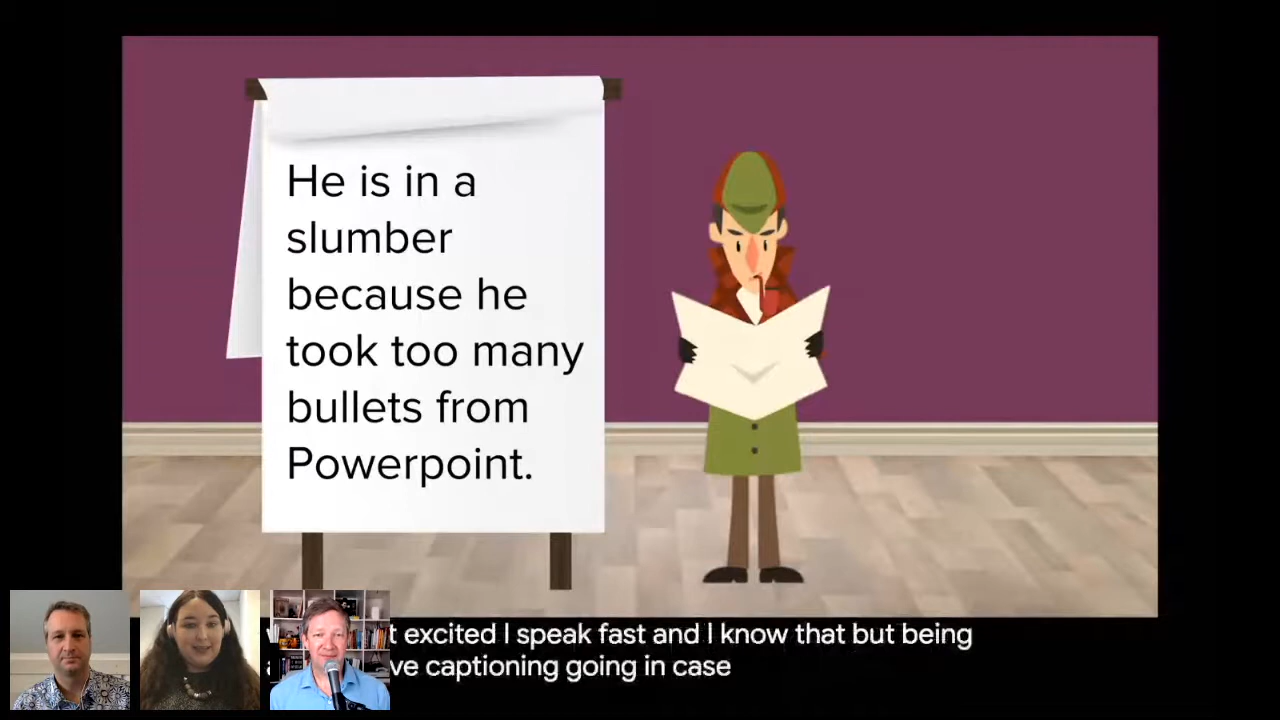 He is in a
slumber
because he
took too many
bullets from
Powerpoint.
excited I speak fast and I know that but being
captioning going in case